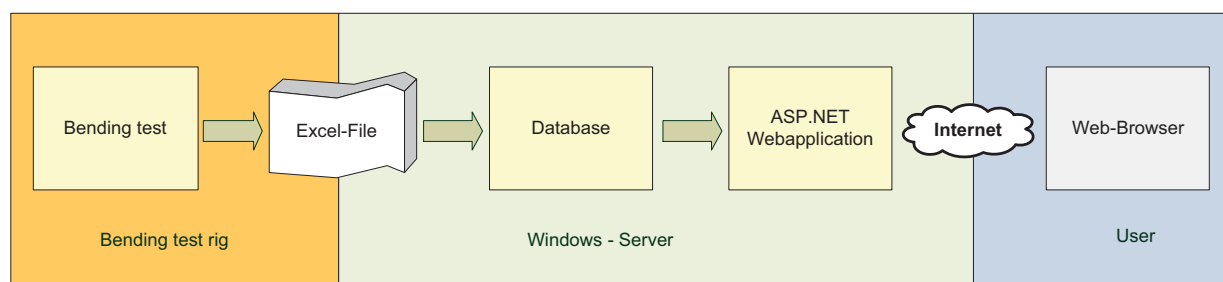 Bending test
Excel-File
Database
ASP.NET
Webapplication
Internet
Web-Browser
Bending test rig
Windows - Server
User